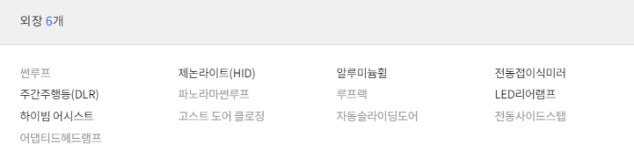 외장 6개
썬루프 제논라이트(HID) 알루미늄휠 전동접이식미러
주간주행등(DLR) 파노라마썬루프 루프랙 LED리어램프
하이빔 어시스트 고스트 도어 클로징 자동슬라이딩도어 전동사이드스탭
어댑티드헤드램프